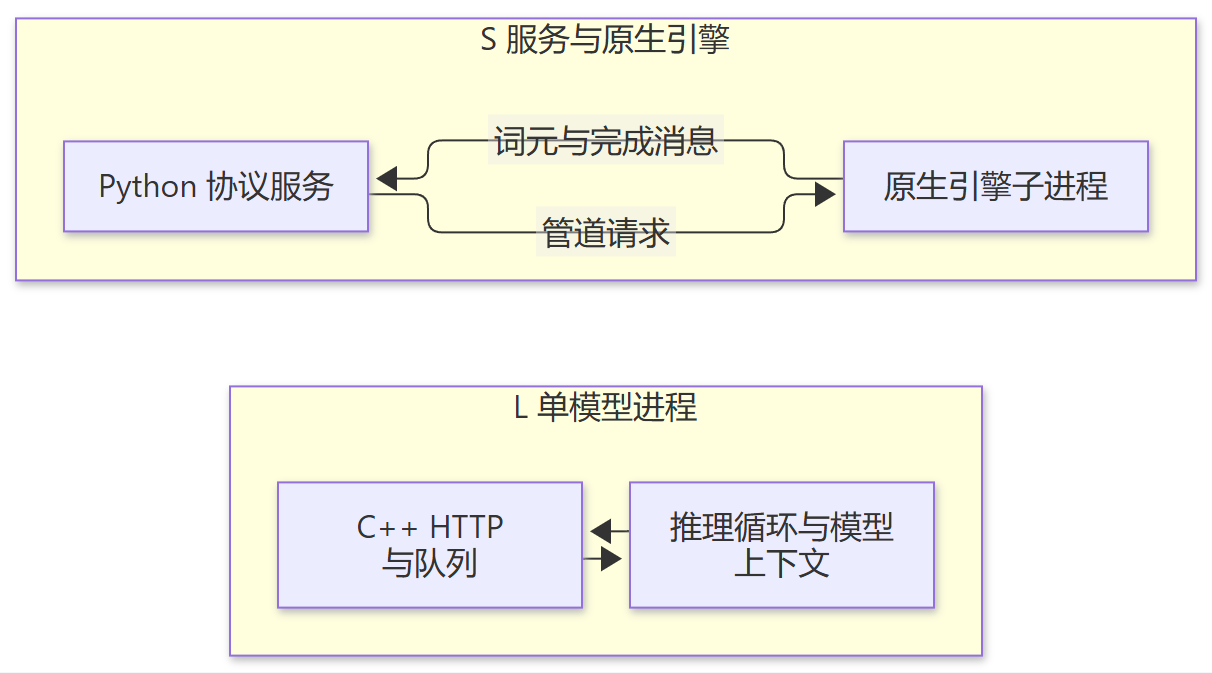 S 服务与原生引擎
词元与完成消息
Python 协议服务
原生引擎子进程
管道请求
L 单模型进程
C++ HTTP
与队列
推理循环与模型
上下文